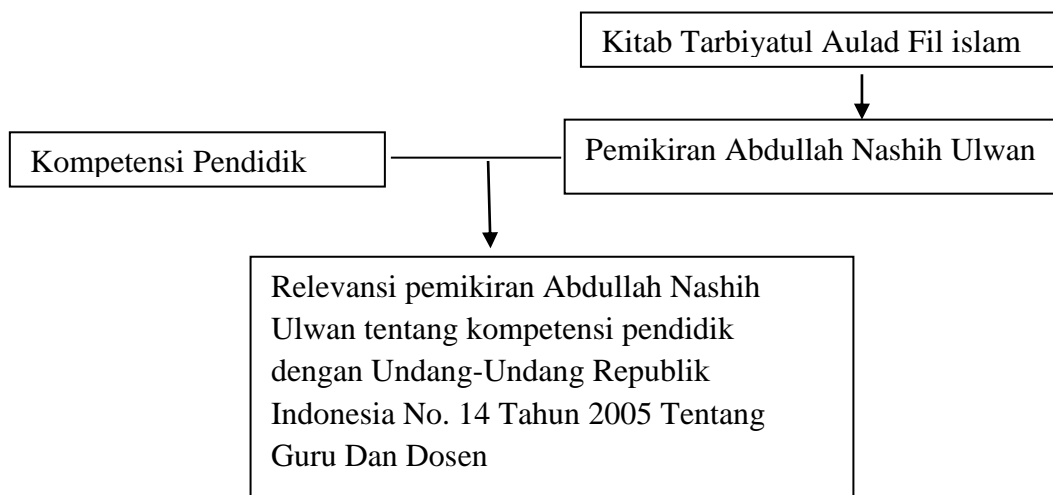 Kitab Tarbiyatul Aulad Fil islam
Kompetensi Pendidik
Pemikiran Abdullah Nashih Ulwan
Relevansi pemikiran Abdullah Nashih
Ulwan tentang kompetensi pendidik
dengan Undang-Undang Republik
Indonesia No. 14 Tahun 2005 Tentang
Guru Dan Dosen